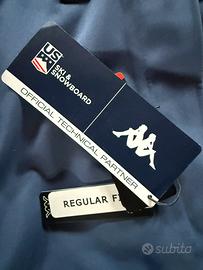 US
SKI &
SNOWBOARD
OFFICIAL TECHNICAL PARTNER
REGULAR FI
subito